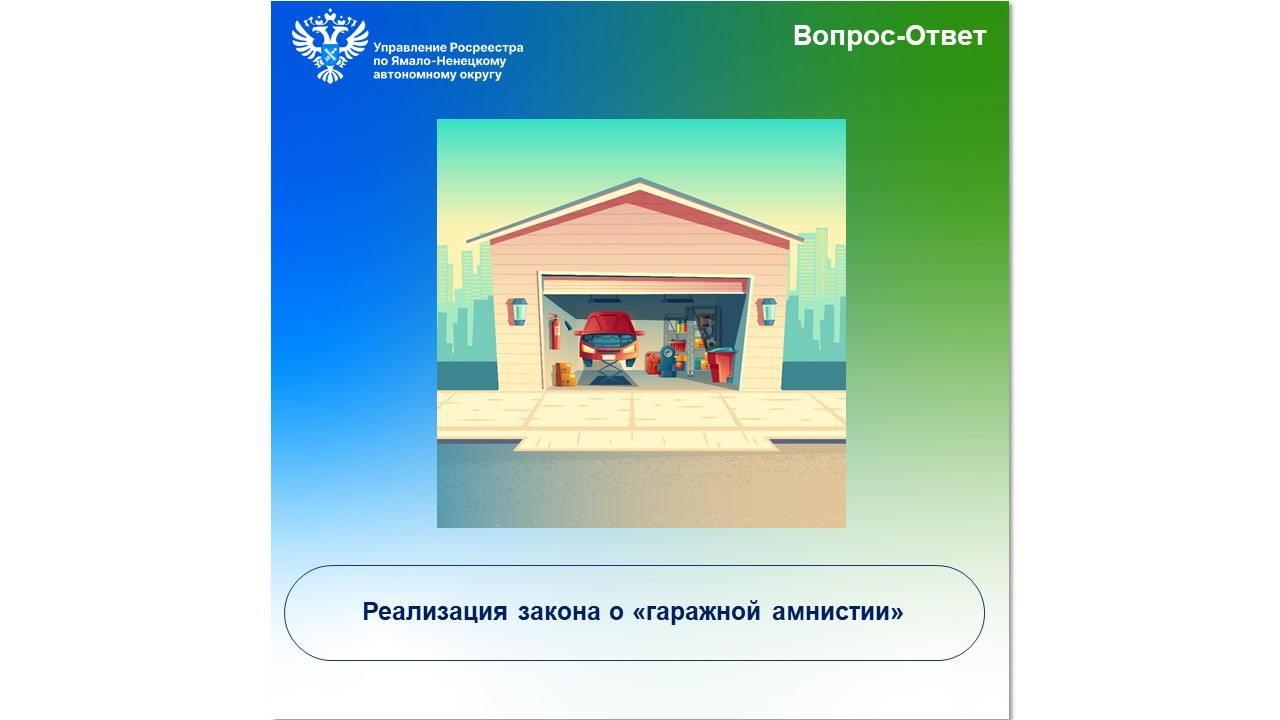 Управление Росреестра
по Ямало-Ненецкому
автономному округу
Вопрос-Ответ
Реализация закона о «гаражной амнистии»